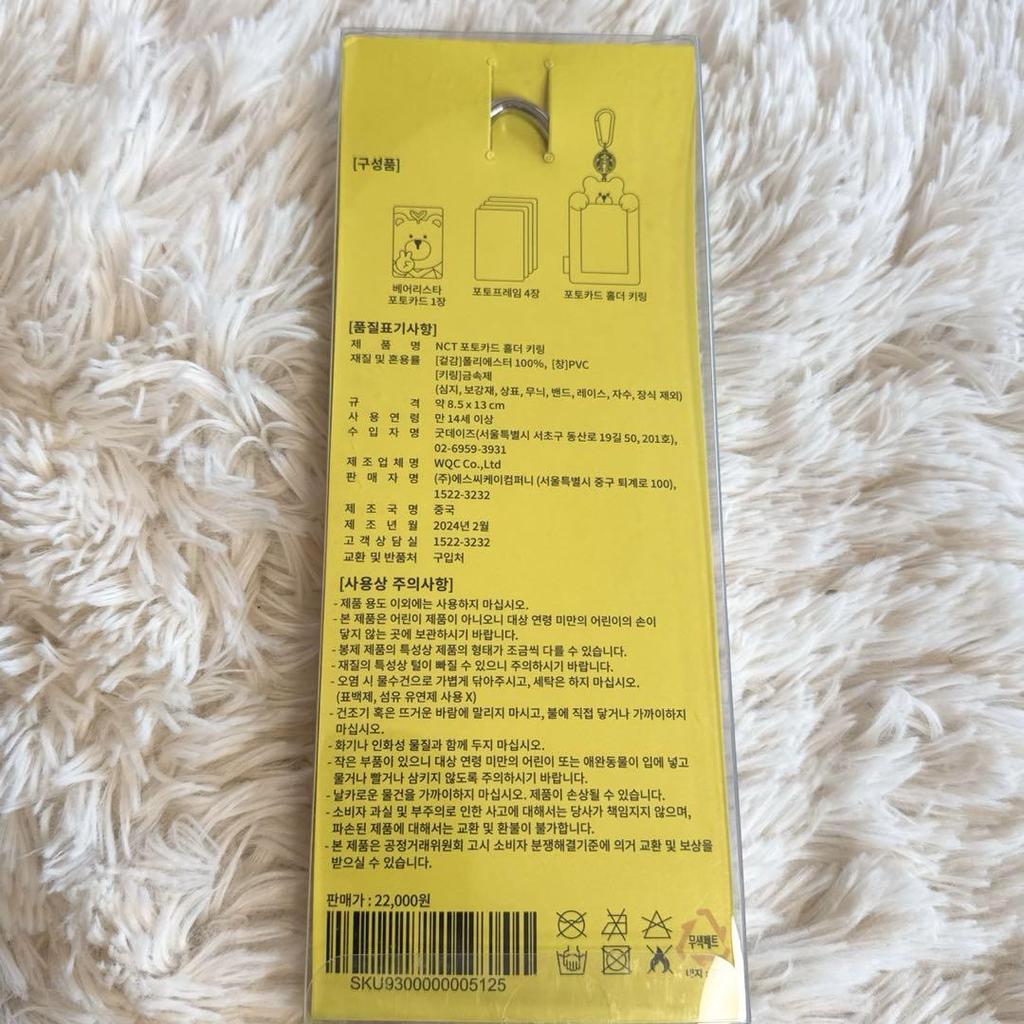 [구성품]
베어리스타
포토카드 1장
포토프레임 4장
포토카드 홀더 키링
[품질표기사항]
제 품 명 NCT 포토카드 홀더 키링
재질 및 혼용률 [겉감]폴리에스터 100%, [창]PVC
[키링]금속제
(심지, 보강재, 상표, 무늬, 밴드, 레이스, 자수, 장식 제외)
규 격 약 8.5 x 13 cm
사 용 연 령 만 14세 이상
수 입 자 명 굿데이즈(서울특별시 서초구 동산로 19길 50, 201호),
02-6959-3931
제 조 업 체 명 WQC Co.,Ltd
판 매 자 명 (주)에스씨케이컴퍼니 (서울특별시 중구 퇴계로 100),
1522-3232
제 조 국 명 중국
제 조 년 월 2024년 2월
고 객 상 담 실 1522-3232
교환 및 반품처 구입처
[사용상 주의사항]
- 제품 용도 이외에는 사용하지 마십시오.
- 본 제품은 어린이 제품이 아니오니 대상 연령 미만의 어린이의 손이
닿지 않는 곳에 보관하시기 바랍니다.
- 봉제 제품의 특성상 제품의 형태가 조금씩 다를 수 있습니다.
- 재질의 특성상 털이 빠질 수 있으니 주의하시기 바랍니다.
- 오염 시 물수건으로 가볍게 닦아주시고, 세탁은 하지 마십시오.
(표백제, 섬유 유연제 사용 X)
- 건조기 혹은 뜨거운 바람에 말리지 마시고, 불에 직접 닿거나 가까이하지
마십시오.
- 화기나 인화성 물질과 함께 두지 마십시오.
- 작은 부품이 있으니 대상 연령 미만의 어린이 또는 애완동물이 입에 넣고
물거나 빨거나 삼키지 않도록 주의하시기 바랍니다.
- 날카로운 물건을 가까이하지 마십시오. 제품이 손상될 수 있습니다.
- 소비자 과실 및 부주의로 인한 사고에 대해서는 당사가 책임지지 않으며,
파손된 제품에 대해서는 교환 및 환불이 불가합니다.
- 본 제품은 공정거래위원회 고시 소비자 분쟁해결기준에 의거 교환 및 보상을
받으실 수 있습니다.
판매가 : 22,000원
SKU9300000005125
무색페트